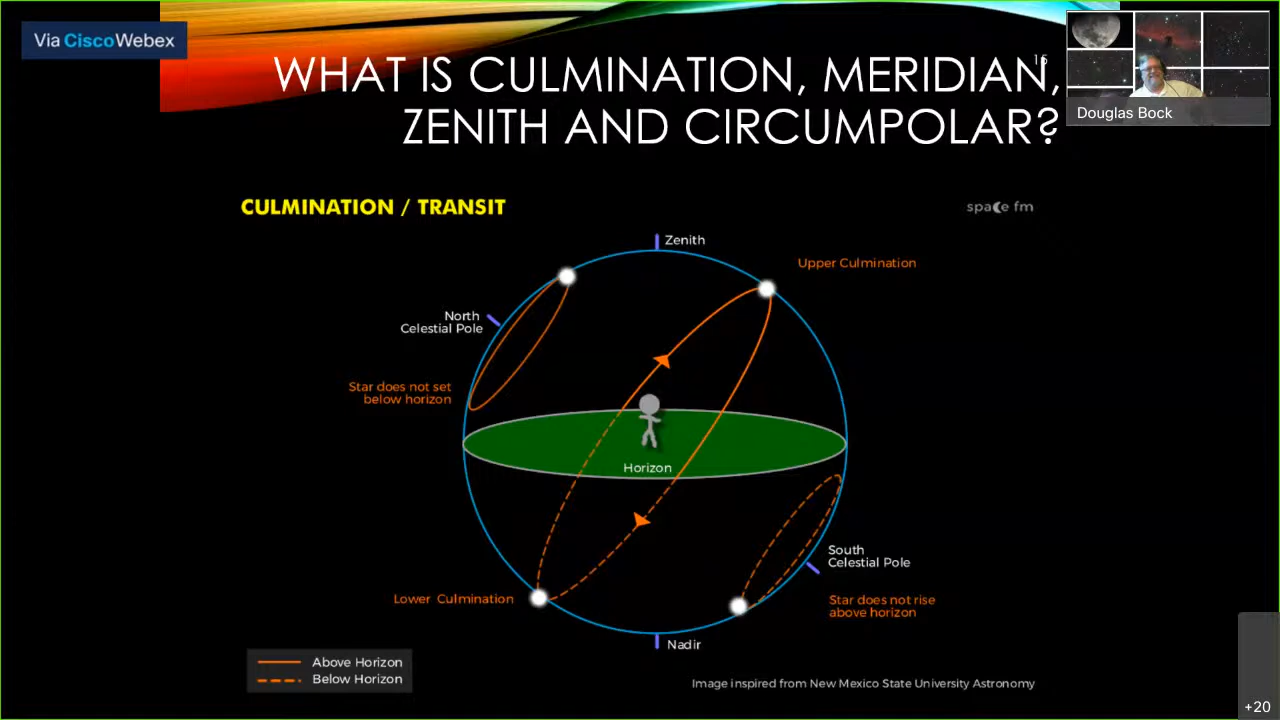 Via CiscoWebex
WHAT IS CULMINATION, MERIDIAN,
ZENITH AND CIRCUMPOLAR?
15
Douglas Bock
CULMINATION / TRANSIT
space fm
Zenith
Upper Culmination
North
Celestial Pole
Star does not set
below horizon
Horizon
South
Celestial Pole
Lower Culmination
Star does not rise
above horizon
Nadir
Above Horizon
Below Horizon
Image inspired from New Mexico State University Astronomy
+20